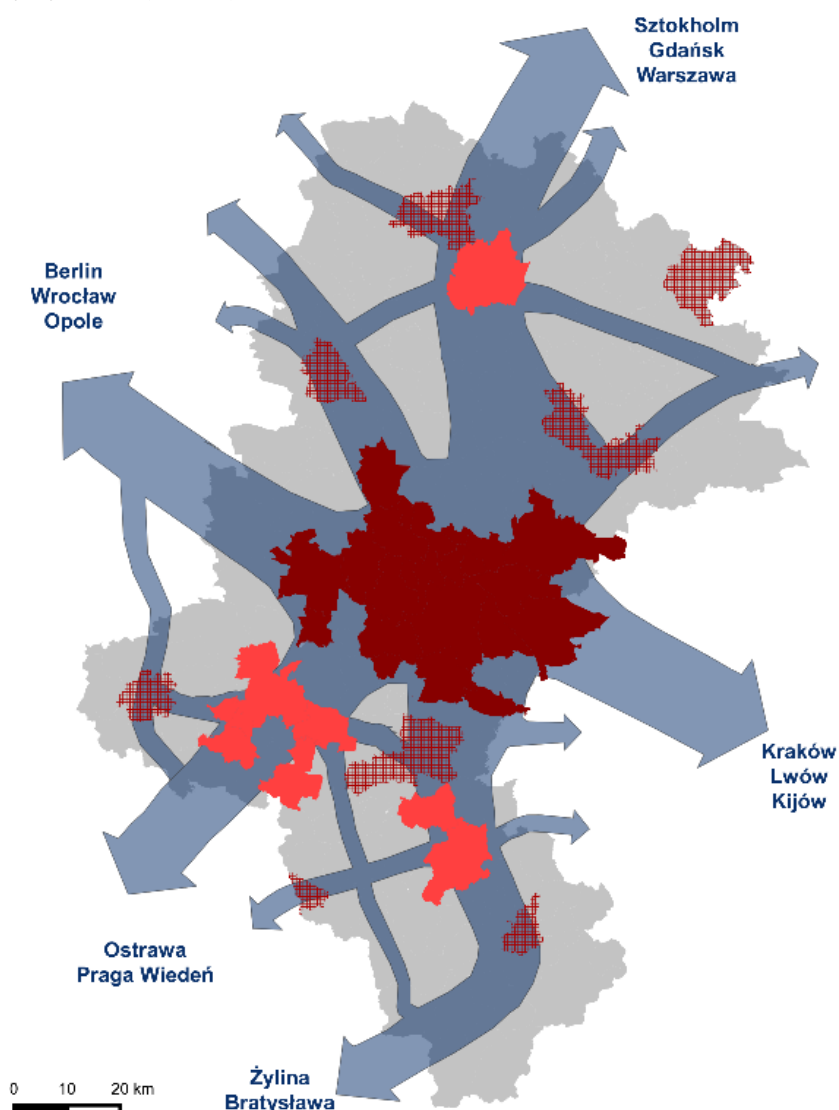 Sztokholm
Gdańsk
Warszawa
Berlin
Wrocław
Opole
Kraków
Lwów
Kijów
Ostrawa
Praga Wiedeń
Żylina
Bratysława
0 10 20 km